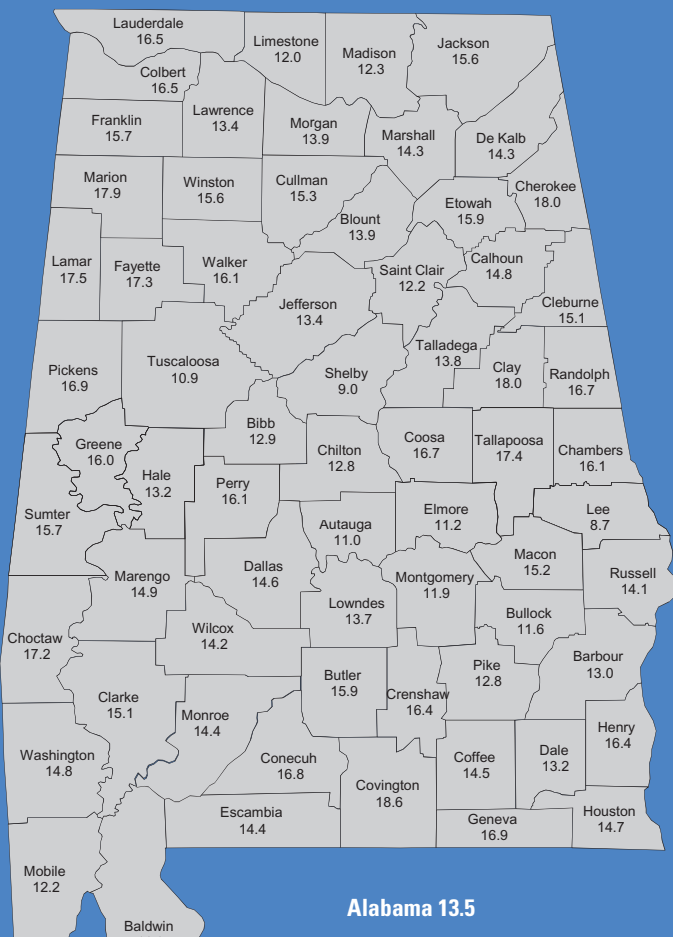 Lauderdale
16.5
Limestone
12.0
Madison
12.3
Jackson
15.6
Colbert
16.5
Lawrence
13.4
Franklin
15.7
Morgan
13.9
Marshall
14.3
De Kalb
14.3
Marion
17.9
Winston
15.6
Cullman
15.3
Blount
13.9
Etowah
15.9
Cherokee
18.0
Lamar
17.5
Fayette
17.3
Walker
16.1
Jefferson
13.4
Saint Clair
12.2
Calhoun
14.8
Cleburne
15.1
Pickens
16.9
Tuscaloosa
10.9
Shelby
9.0
Talladega
13.8
Clay
18.0
Randolph
16.7
Greene
16.0
Hale
13.2
Bibb
12.9
Chilton
12.8
Coosa
16.7
Tallapoosa
17.4
Chambers
16.1
Sumter
15.7
Perry
16.1
Autauga
11.0
Elmore
11.2
Lee
8.7
Marengo
14.9
Dallas
14.6
Lowndes
13.7
Montgomery
11.9
Macon
15.2
Russell
14.1
Bullock
11.6
Choctaw
17.2
Wilcox
14.2
Butler
15.9
Crenshaw
16.4
Pike
12.8
Barbour
13.0
Clarke
15.1
Monroe
14.4
Washington
14.8
Conecuh
16.8
Covington
18.6
Coffee
14.5
Dale
13.2
Henry
16.4
Escambia
14.4
Geneva
16.9
Houston
14.7
Mobile
12.2
Baldwin
Alabama 13.5